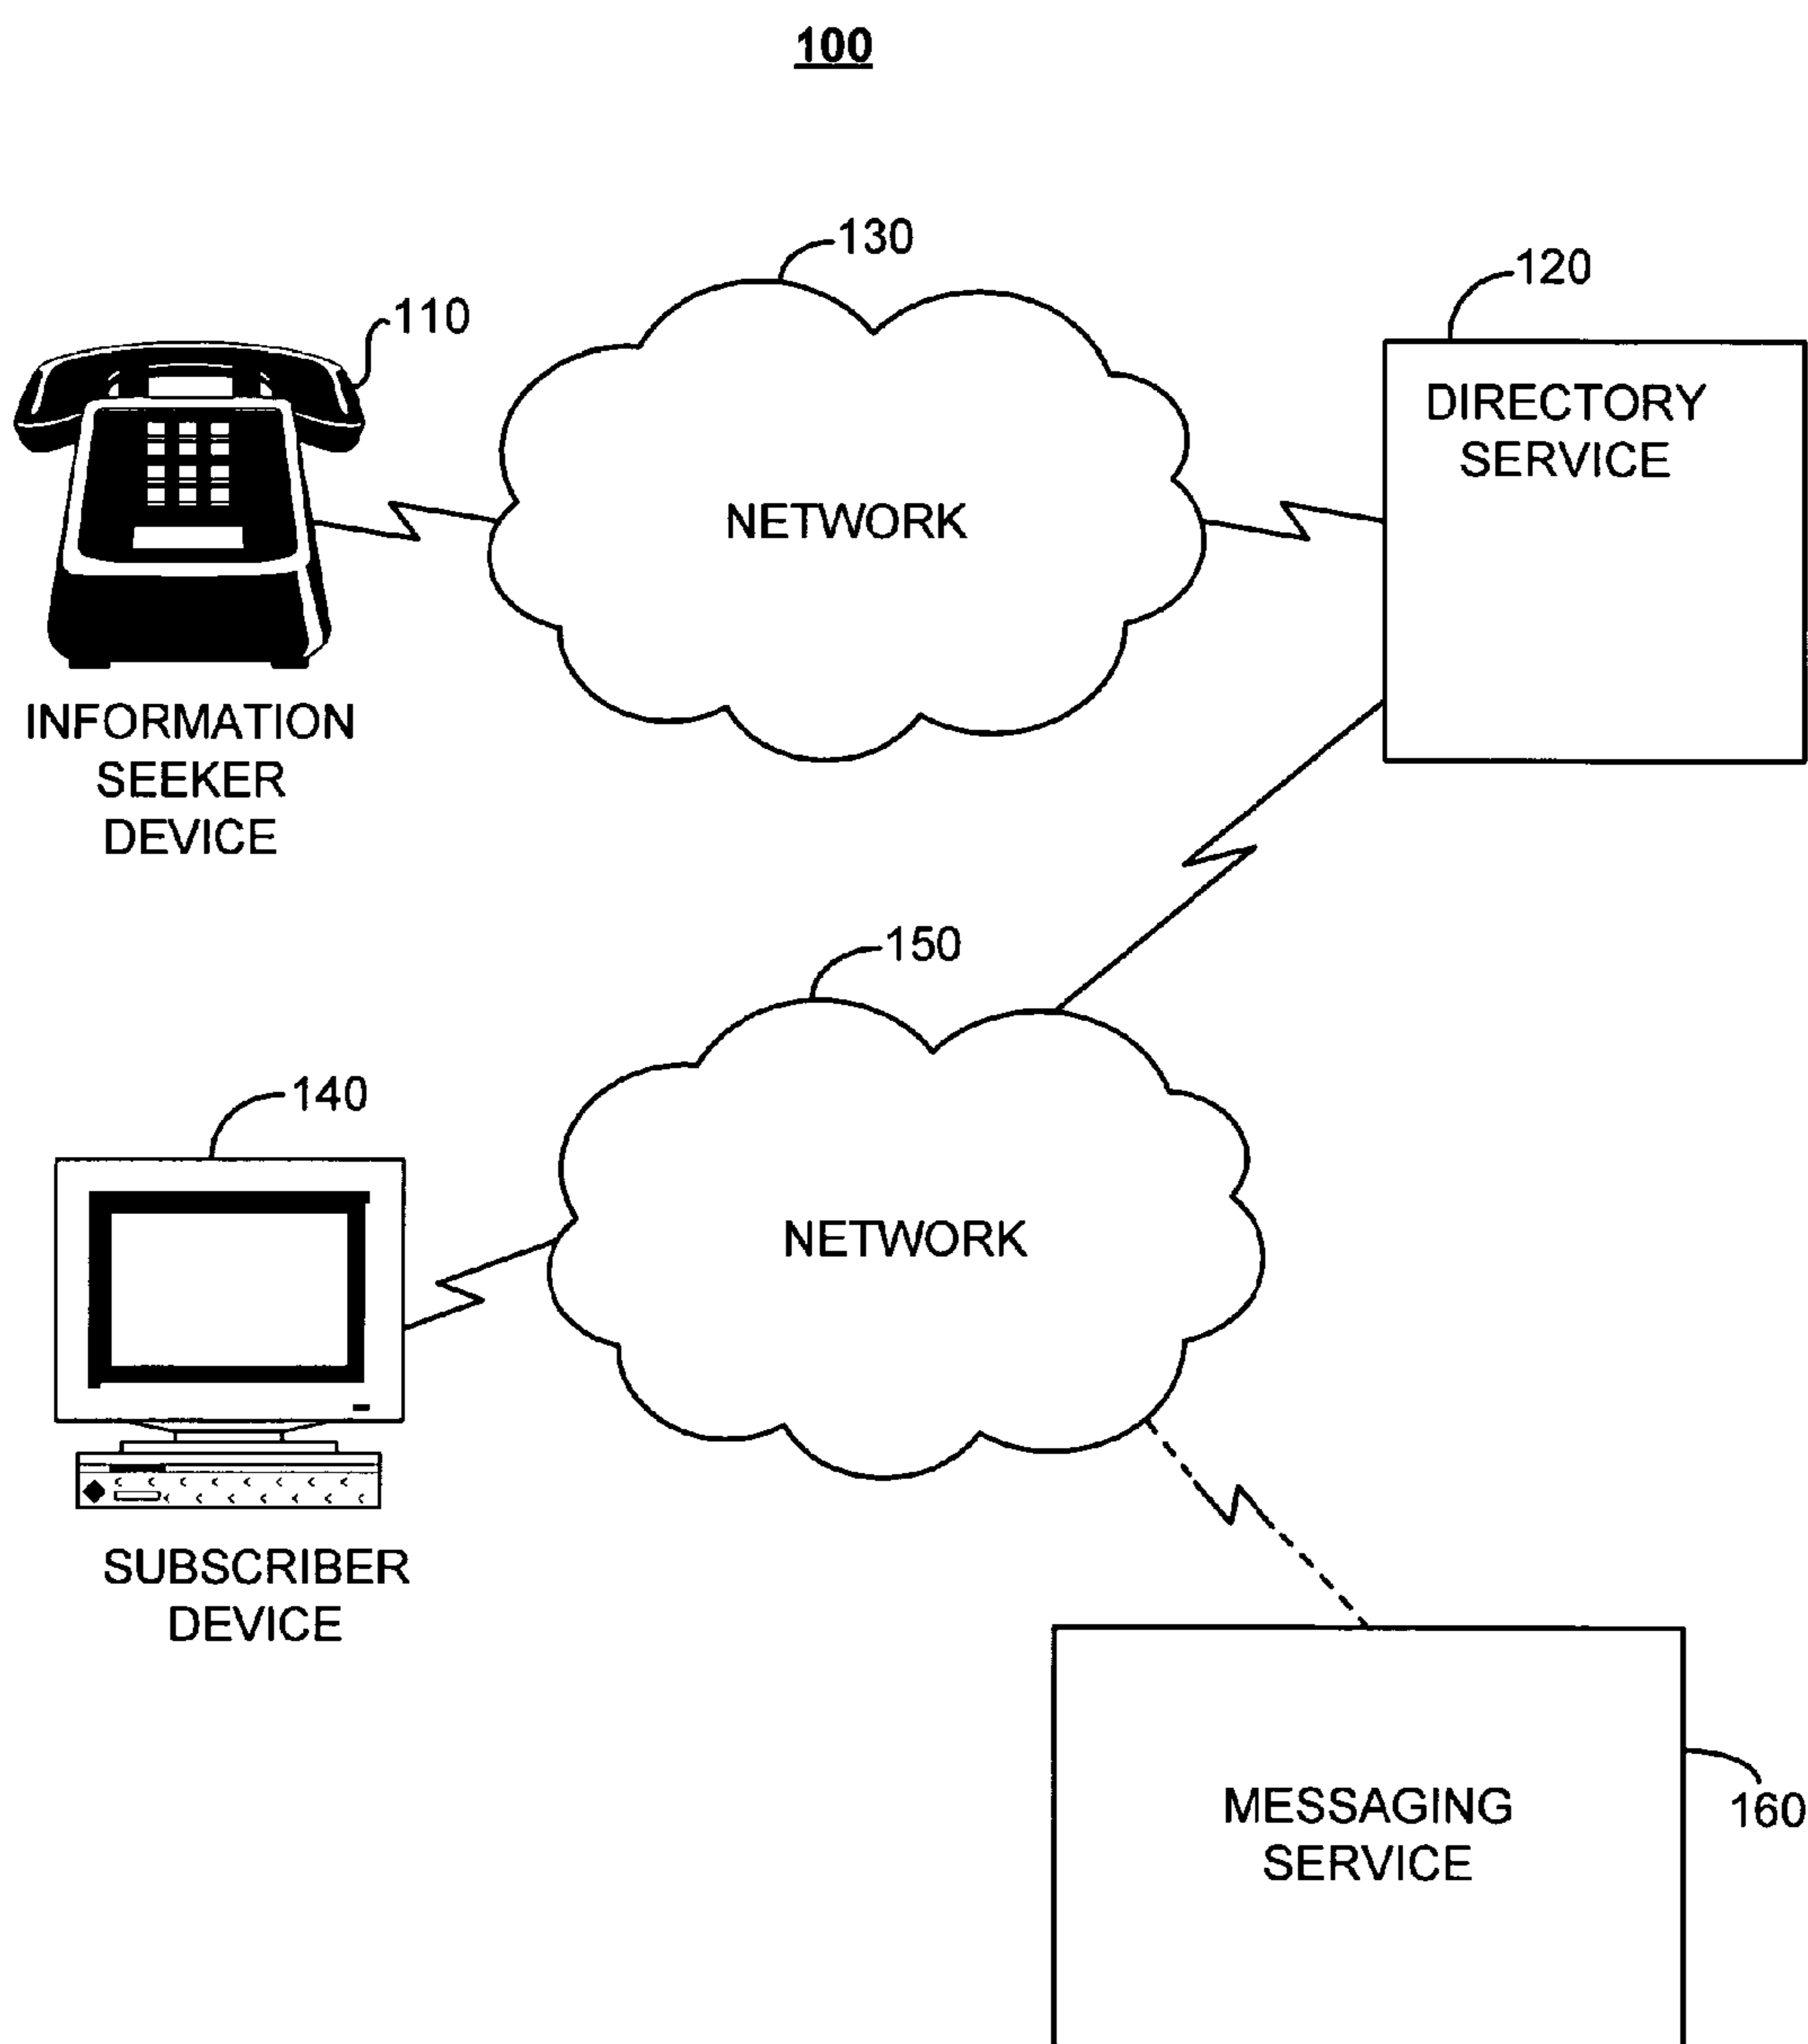 100
130
120
110
DIRECTORY
SERVICE
NETWORK
INFORMATION
SEEKER
DEVICE
150
140
NETWORK
SUBSCRIBER
DEVICE
MESSAGING
SERVICE
160